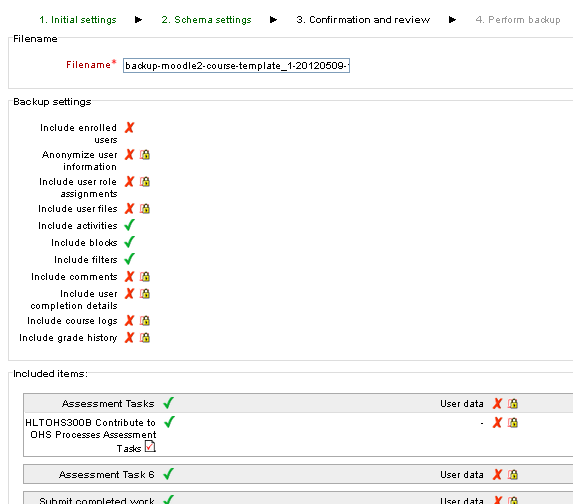 1. Initial settings ► 2. Schema settings ► 3. Confirmation and review ► 4. Perform backup
Filename
Filename* backup-moodle2-course-template_1-20120509-
Backup settings
Include enrolled
users
Anonymize user
information
Include user role
assignments
Include user files
Include activities
Include blocks
Include filters
Include comments
Include user
completion details
Include course logs
Include grade history
Included items:
Assessment Tasks User data
HLTOHS300B Contribute to -
OHS Processes Assessment
Tasks
Assessment Task 6 User data
Submit completed work User data